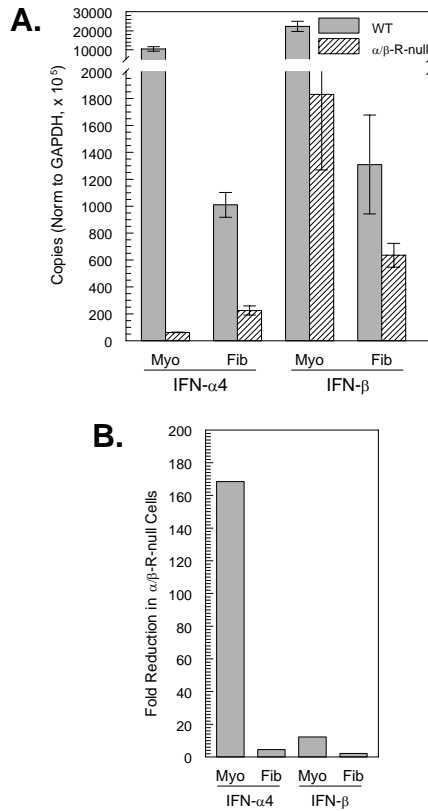 A.
WT
α/β-R-null
Copies (Norm to GAPDH, x 10-5)
30000
20000
10000
2000
1800
1600
1400
1200
1000
800
600
400
200
0
Myo Fib Myo Fib
IFN-α4 IFN-β
B.
Fold Reduction in α/β-R-null Cells
200
180
160
140
120
100
80
60
40
20
0
Myo Fib Myo Fib
IFN-α4 IFN-β